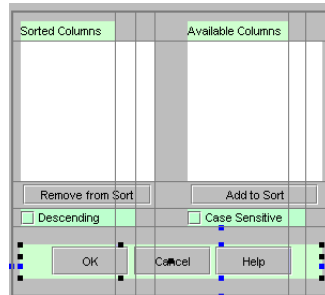 Sorted Columns Available Columns
Remove from Sort Add to Sort
Descending Case Sensitive
OK Cancel Help